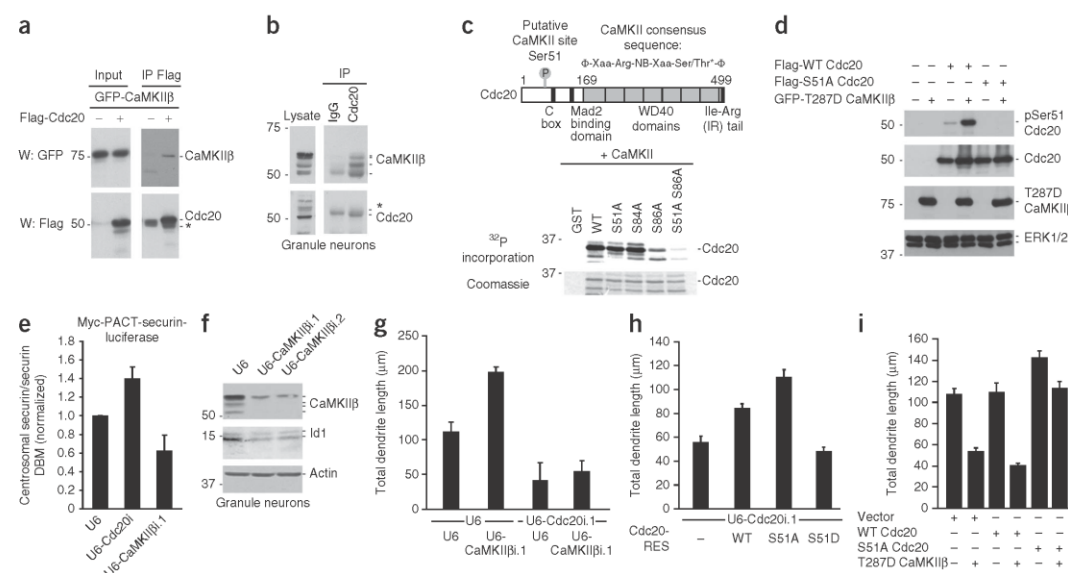 a
Input IP Flag
GFP-CaMKIIβ
Flag-Cdc20 – + – +
W: GFP 75 CaMKIIβ
W: Flag 50 Cdc20
*
b
IP
Lysate IgG Cdc20
75
50
* CaMKIIβ
50
*
Cdc20
Granule neurons
c
Putative
CaMKII site
Ser51
CaMKII consensus
sequence:
Φ-Xaa-Arg-NB-Xaa-Ser/Thr*-Φ
P
1 169 499
Cdc20
C
box
Mad2
binding
domain
WD40
domains
Ile-Arg
(IR) tail
+ CaMKII
GST WT S51A S84A S86A S51A S86A
32P
incorporation
37
Cdc20
Coomassie
37
Cdc20
d
Flag-WT Cdc20 – – + + – –
Flag-S51A Cdc20 – – – – + +
GFP-T287D CaMKIIβ – + – + – +
50 pSer51
Cdc20
50 Cdc20
75 T287D
CaMKIIβ
37 ERK1/2
e
Myc-PACT-securin-
luciferase
Centrosomal securin/securin
DBM (normalized)
1.8
1.6
1.4
1.2
1.0
0.8
0.6
0.4
0.2
0
U6
U6-Cdc20i
U6-CaMKIIβi.1
f
U6
U6-CaMKIIβi.1
U6-CaMKIIβi.2
50 CaMKIIβ
15 Id1
37 Actin
Granule neurons
g
Total dendrite length (μm)
250
200
150
100
50
0
U6 U6-Cdc20i.1
U6 U6-
CaMKIIβi.1
U6 U6-
CaMKIIβi.1
h
Total dendrite length (μm)
140
120
100
80
60
40
20
0
U6-Cdc20i.1
Cdc20-
RES
– WT S51A S51D
i
Total dendrite length (μm)
160
140
120
100
80
60
40
20
0
Vector + + – – – –
WT Cdc20 – – + + – –
S51A Cdc20 – – – – + +
T287D CaMKIIβ – + – + – +